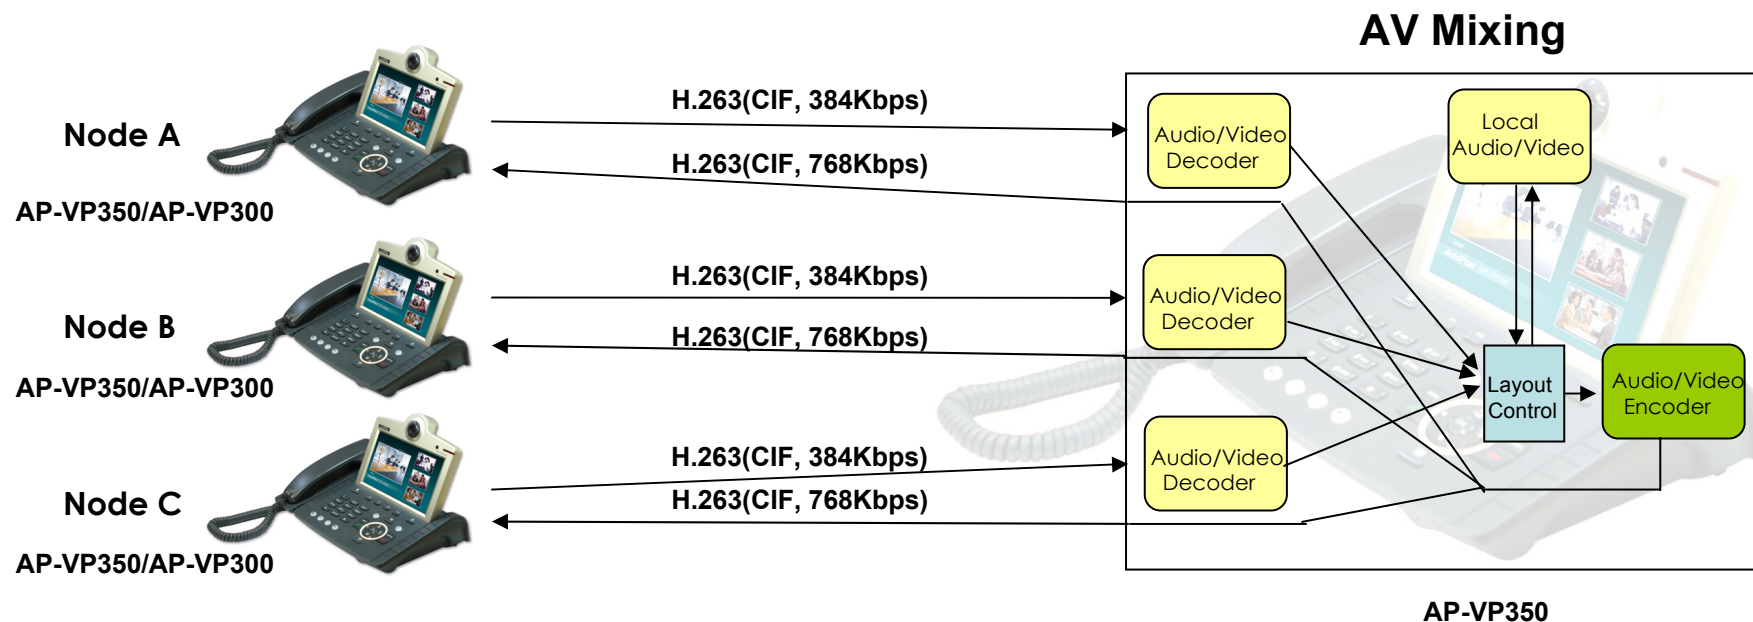 AV Mixing
Node A
AP-VP350/AP-VP300
H.263(CIF, 384Kbps)
H.263(CIF, 768Kbps)
Node B
AP-VP350/AP-VP300
H.263(CIF, 384Kbps)
H.263(CIF, 768Kbps)
Node C
AP-VP350/AP-VP300
H.263(CIF, 384Kbps)
H.263(CIF, 768Kbps)
Audio/Video
Decoder
Audio/Video
Decoder
Audio/Video
Decoder
Local
Audio/Video
Layout
Control
Audio/Video
Encoder
AP-VP350